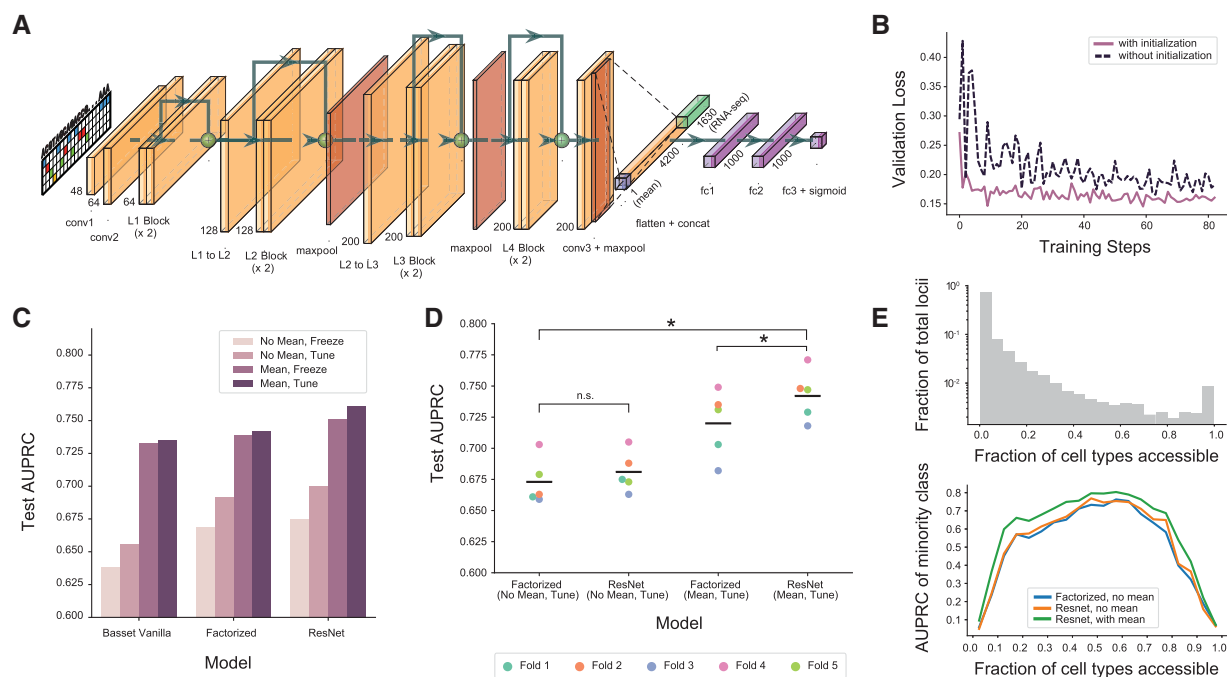 A
48
conv1
64
conv2
64
L1 Block
(x 2)
128
L1 to L2
128
L2 Block
(x 2)
maxpool
200
L2 to L3
200
L3 Block
(x 2)
maxpool
200
L4 Block
(x 2)
200
conv3 + maxpool
1
(mean)
4200
1630
(RNA-seq)
flatten + concat
1000
fc1
1000
fc2
fc3 + sigmoid
B
with initialization
without initialization
Validation Loss
0.40
0.35
0.30
0.25
0.20
0.15
0
20
40
60
80
Training Steps
C
No Mean, Freeze
No Mean, Tune
Mean, Freeze
Mean, Tune
Test AUPRC
0.800
0.775
0.750
0.725
0.700
0.675
0.650
0.625
0.600
Basset Vanilla
Factorized
ResNet
Model
D
*
*
n.s.
Test AUPRC
0.800
0.775
0.750
0.725
0.700
0.675
0.650
0.625
0.600
Factorized
(No Mean, Tune)
ResNet
(No Mean, Tune)
Factorized
(Mean, Tune)
ResNet
(Mean, Tune)
Model
Fold 1
Fold 2
Fold 3
Fold 4
Fold 5
E
Fraction of total locii
10⁰
10⁻¹
10⁻²
0.0
0.2
0.4
0.6
0.8
1.0
Fraction of cell types accessible
AUPRC of minority class
0.8
0.7
0.6
0.5
0.4
0.3
0.2
0.1
Factorized, no mean
Resnet, no mean
Resnet, with mean
0.0
0.1
0.2
0.3
0.4
0.5
0.6
0.7
0.8
0.9
1.0
Fraction of cell types accessible